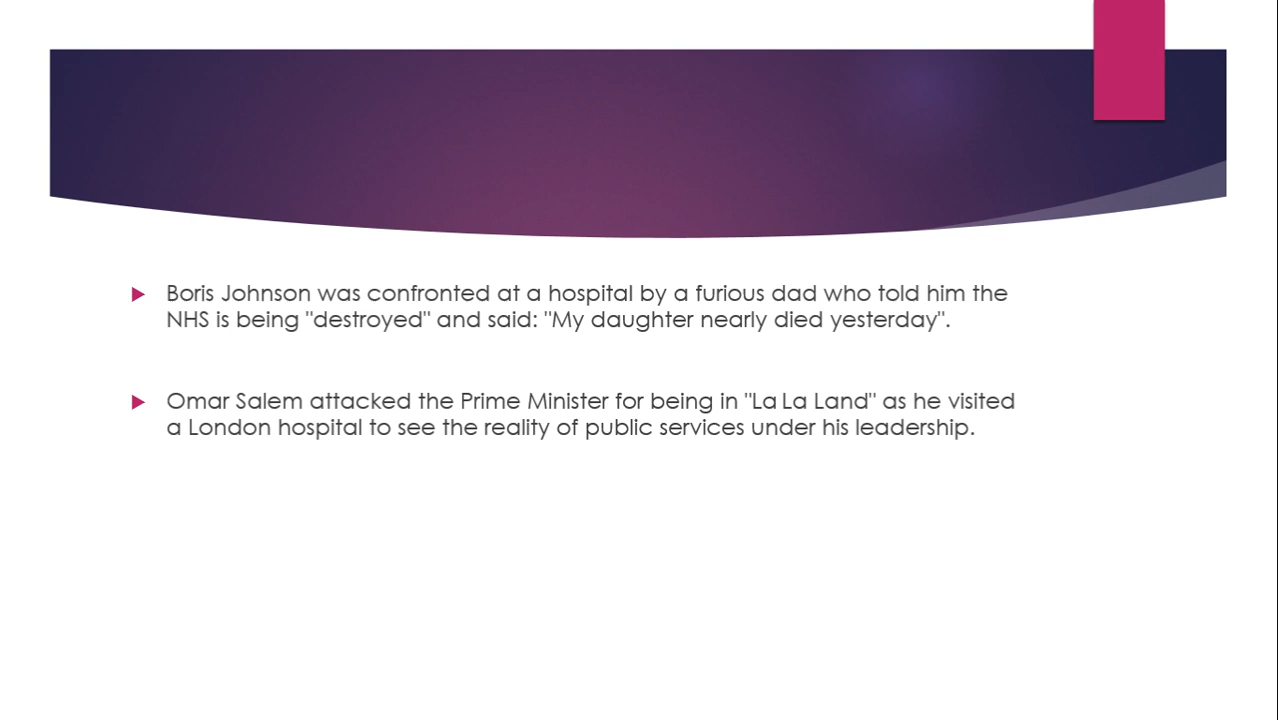 Boris Johnson was confronted at a hospital by a furious dad who told him the
NHS is being "destroyed" and said: "My daughter nearly died yesterday".
Omar Salem attacked the Prime Minister for being in "La La Land" as he visited
a London hospital to see the reality of public services under his leadership.